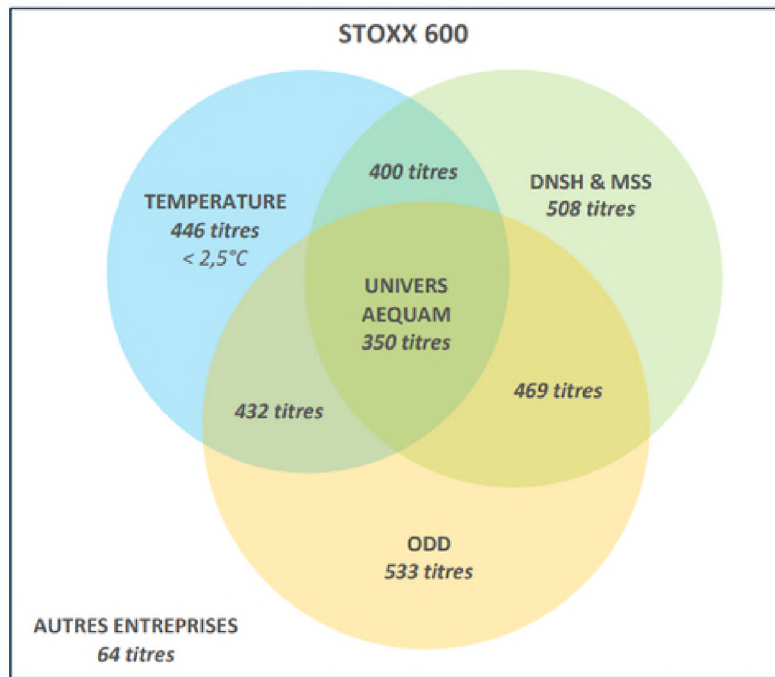 STOXX 600
400 titres
TEMPERATURE
446 titres
< 2,5°C
DNSH & MSS
508 titres
UNIVERS
AEQUAM
350 titres
432 titres
469 titres
ODD
533 titres
AUTRES ENTREPRISES
64 titres